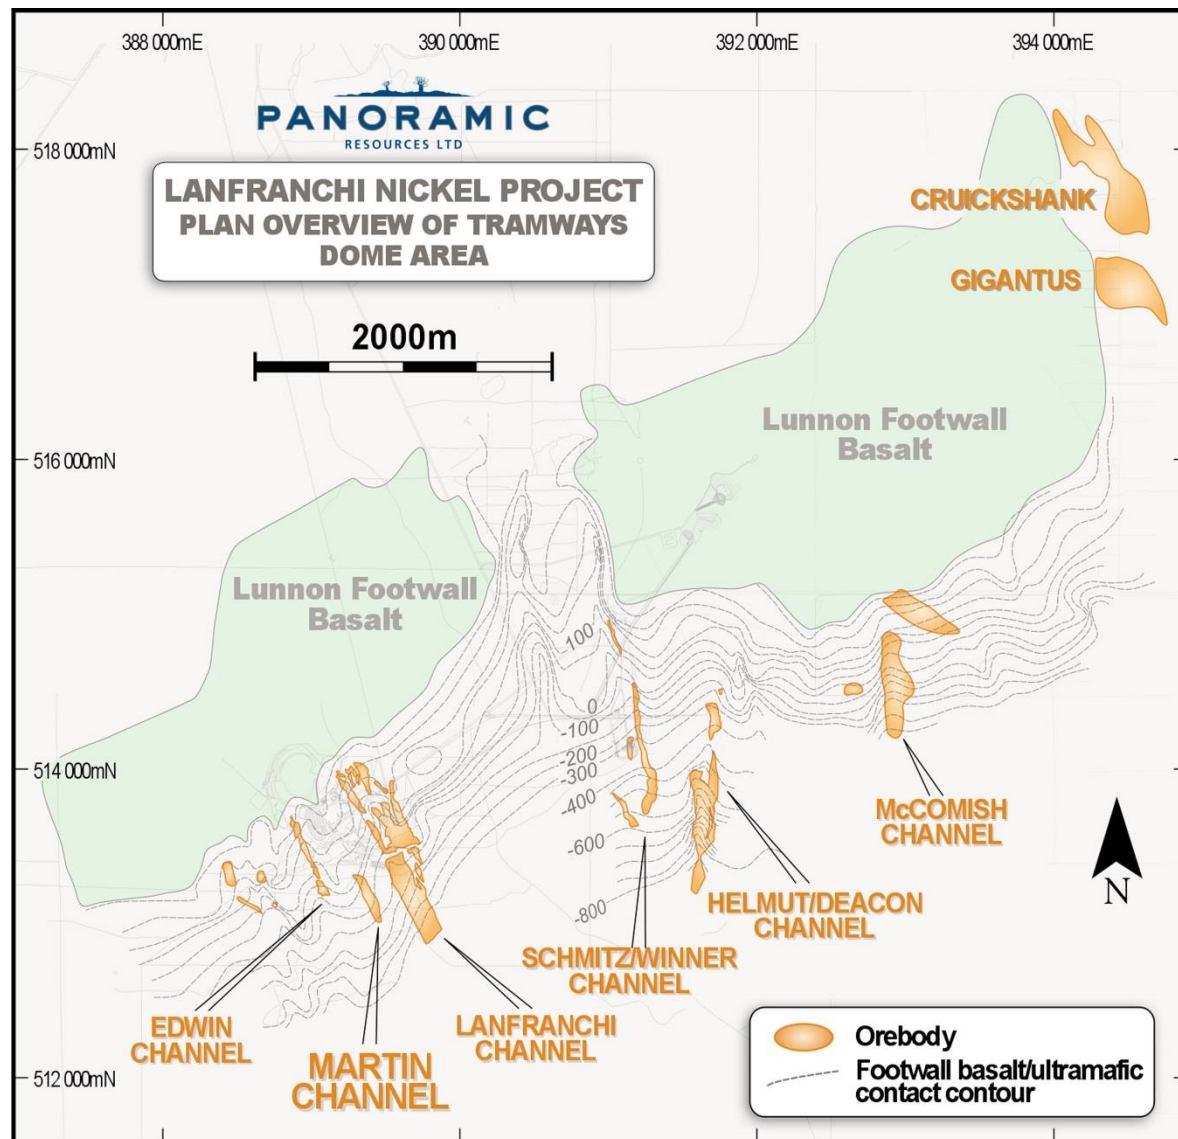 388 000mE
390 000mE
392 000mE
394 000mE
518 000mN
PANORAMIC
RESOURCES LTD
LANFRANCHI NICKEL PROJECT
PLAN OVERVIEW OF TRAMWAYS
DOME AREA
CRUICKSHANK
GIGANTUS
2000m
Lunnon Footwall
Basalt
516 000mN
Lunnon Footwall
Basalt
100
0
-100
-200
-300
-400
-600
-800
514 000mN
McCOMISH
CHANNEL
N
HELMUT/DEACON
CHANNEL
SCHMITZ/WINNER
CHANNEL
EDWIN
CHANNEL
MARTIN
CHANNEL
LANFRANCHI
CHANNEL
512 000mN
Orebody
Footwall basalt/ultramafic
contact contour